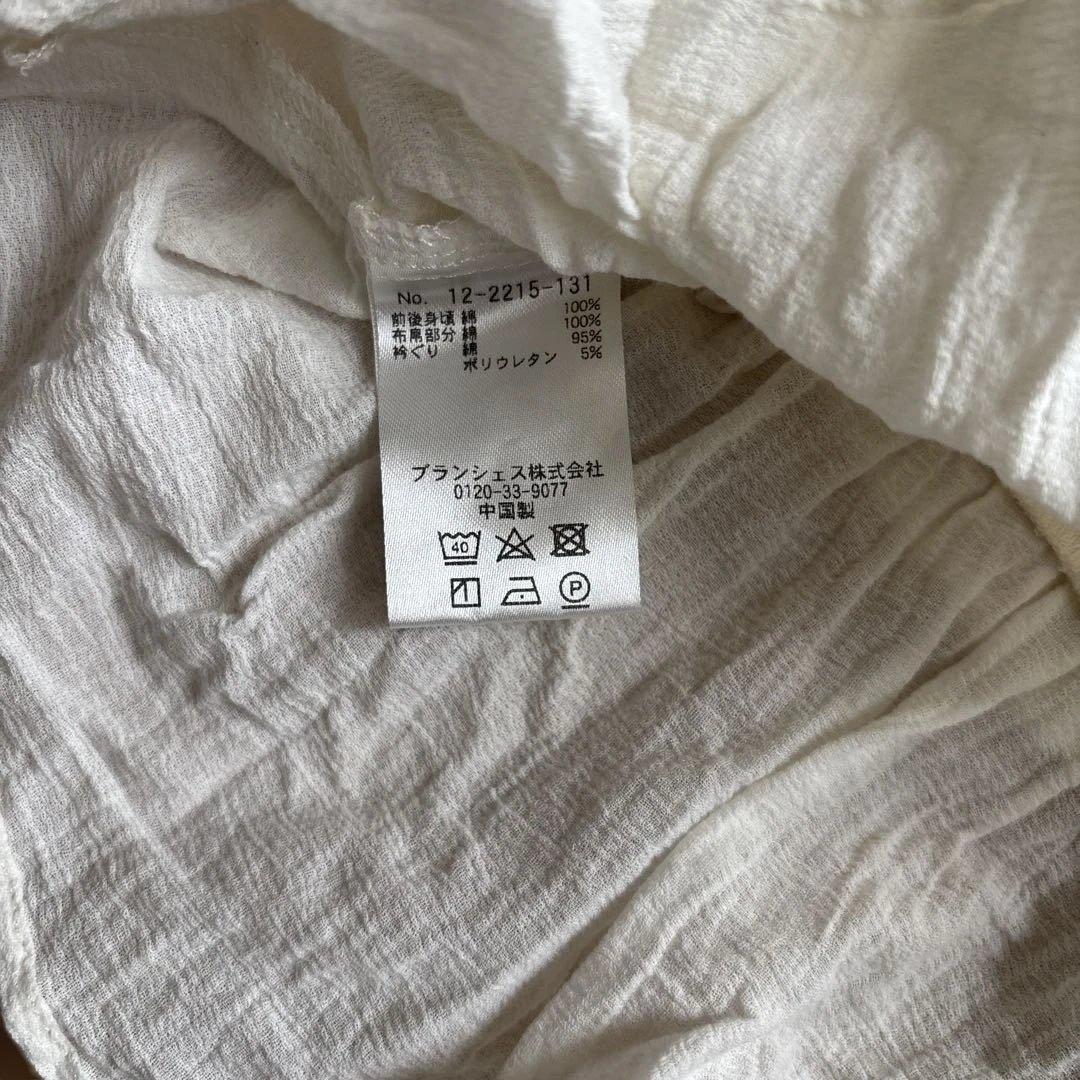 No. 12-2215-131
前後身頃 綿 100%
布帛部分 綿 100%
衿ぐり 綿 95%
ポリウレタン 5%
ブランシェス株式会社
0120-33-9077
中国製
40
P